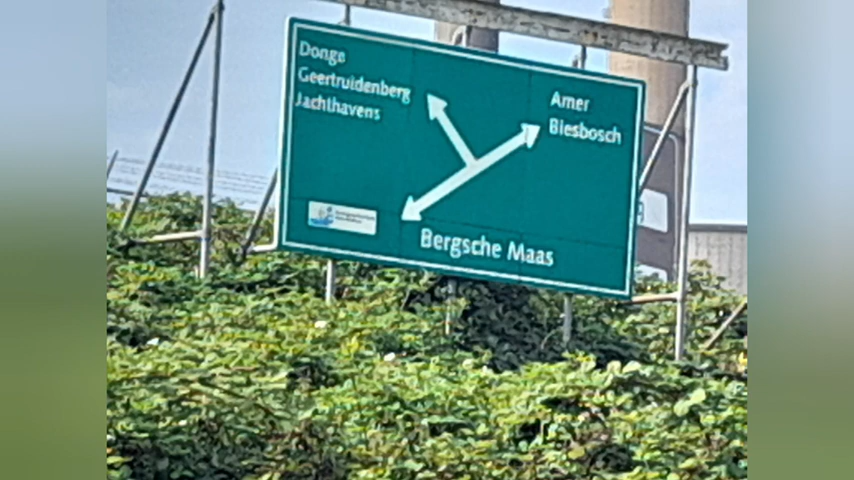 Donge
Geertruidenberg
Jachthavens
Amer
Biesbosch
Bergsche Maas